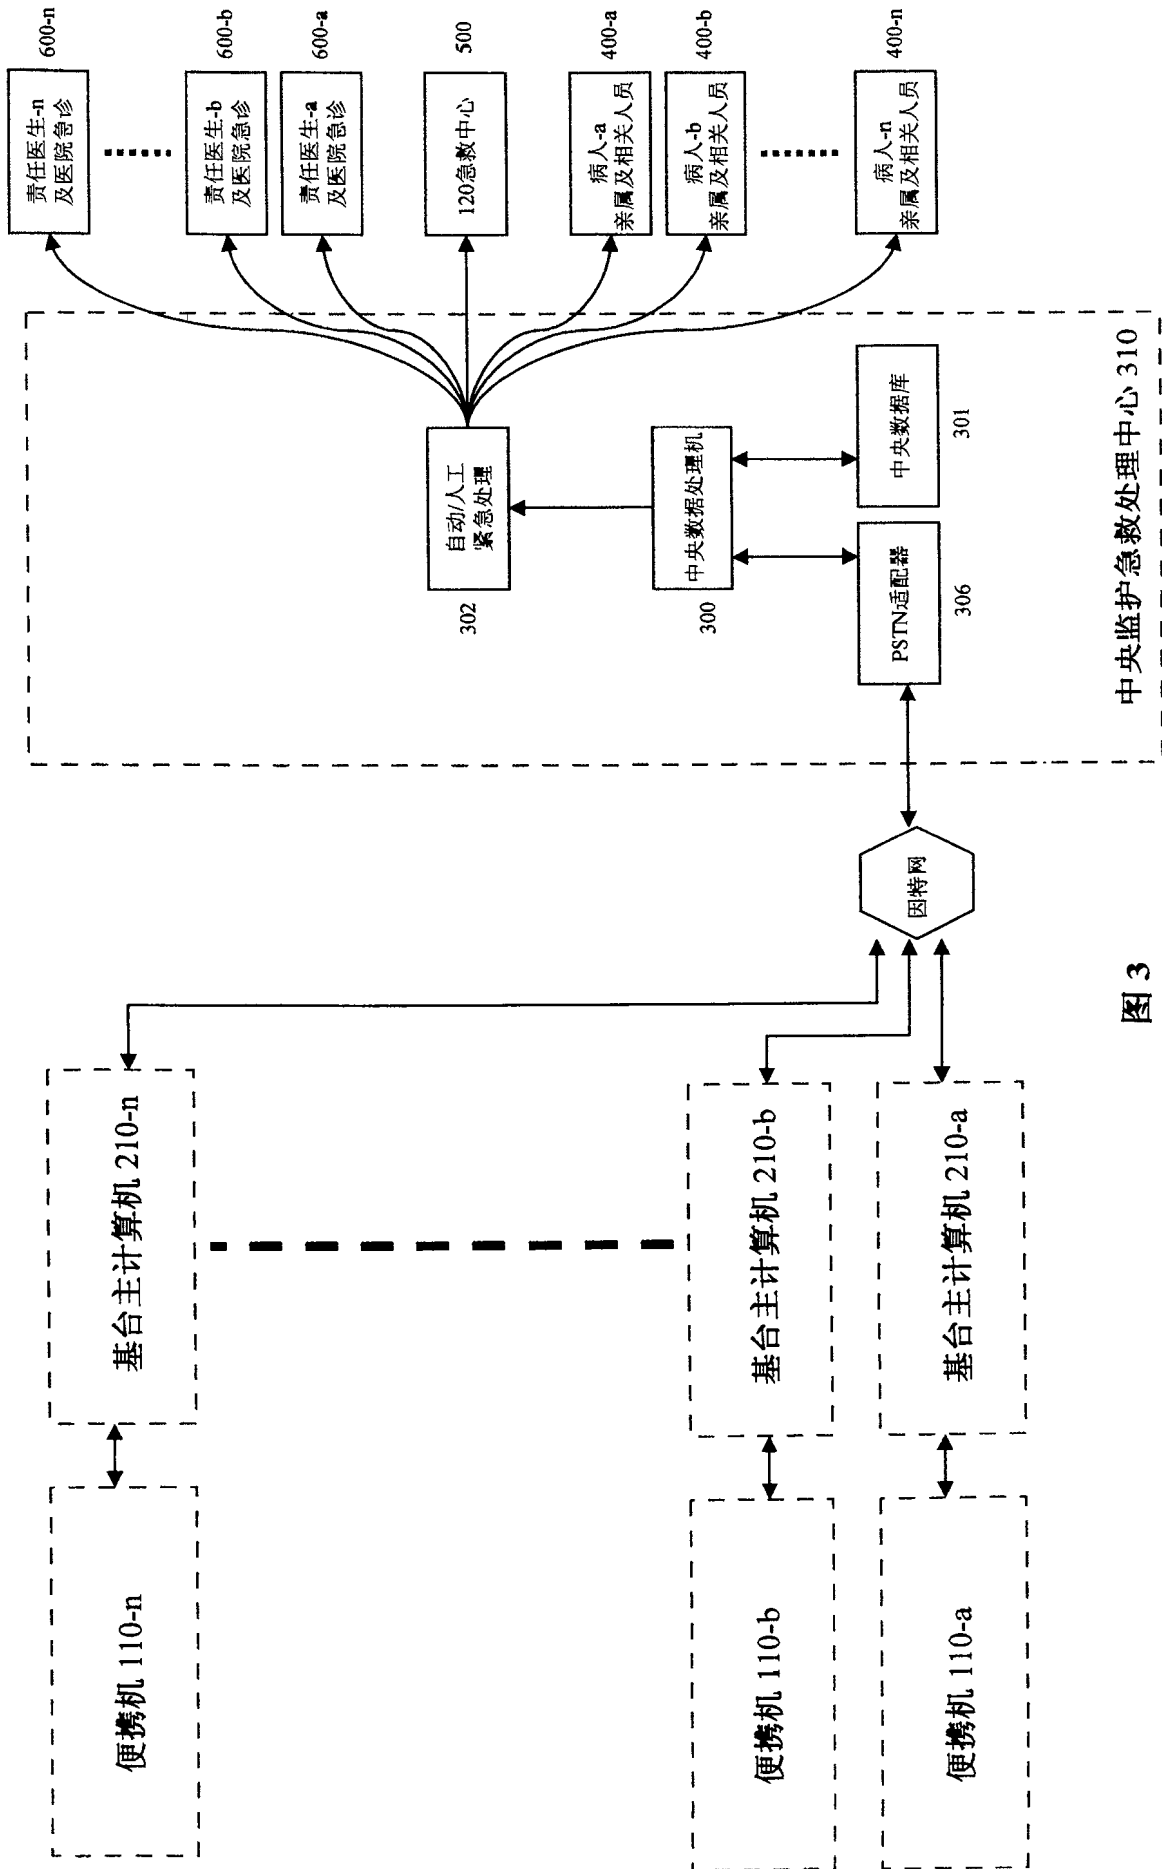 便携机 110-n
基台主计算机 210-n
便携机 110-b
基台主计算机 210-b
便携机 110-a
基台主计算机 210-a
因特网
责任医生-n
及医院急诊
600-n
责任医生-b
及医院急诊
600-b
责任医生-a
及医院急诊
600-a
120急救中心
500
病人-a
亲属及相关人员
400-a
病人-b
亲属及相关人员
400-b
病人-n
亲属及相关人员
400-n
302
自动/人工
紧急处理
300
中央数据处理机
306
PSTN适配器
中央数据库
301
中央监护急救处理中心 310
图 3